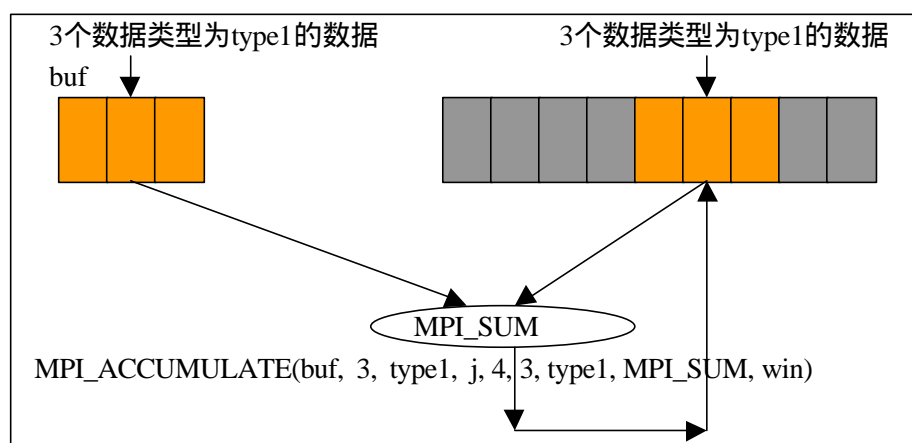 3个数据类型为type1的数据
3个数据类型为type1的数据
buf
MPI_SUM
MPI_ACCUMULATE(buf, 3, type1, j, 4, 3, type1, MPI_SUM, win)